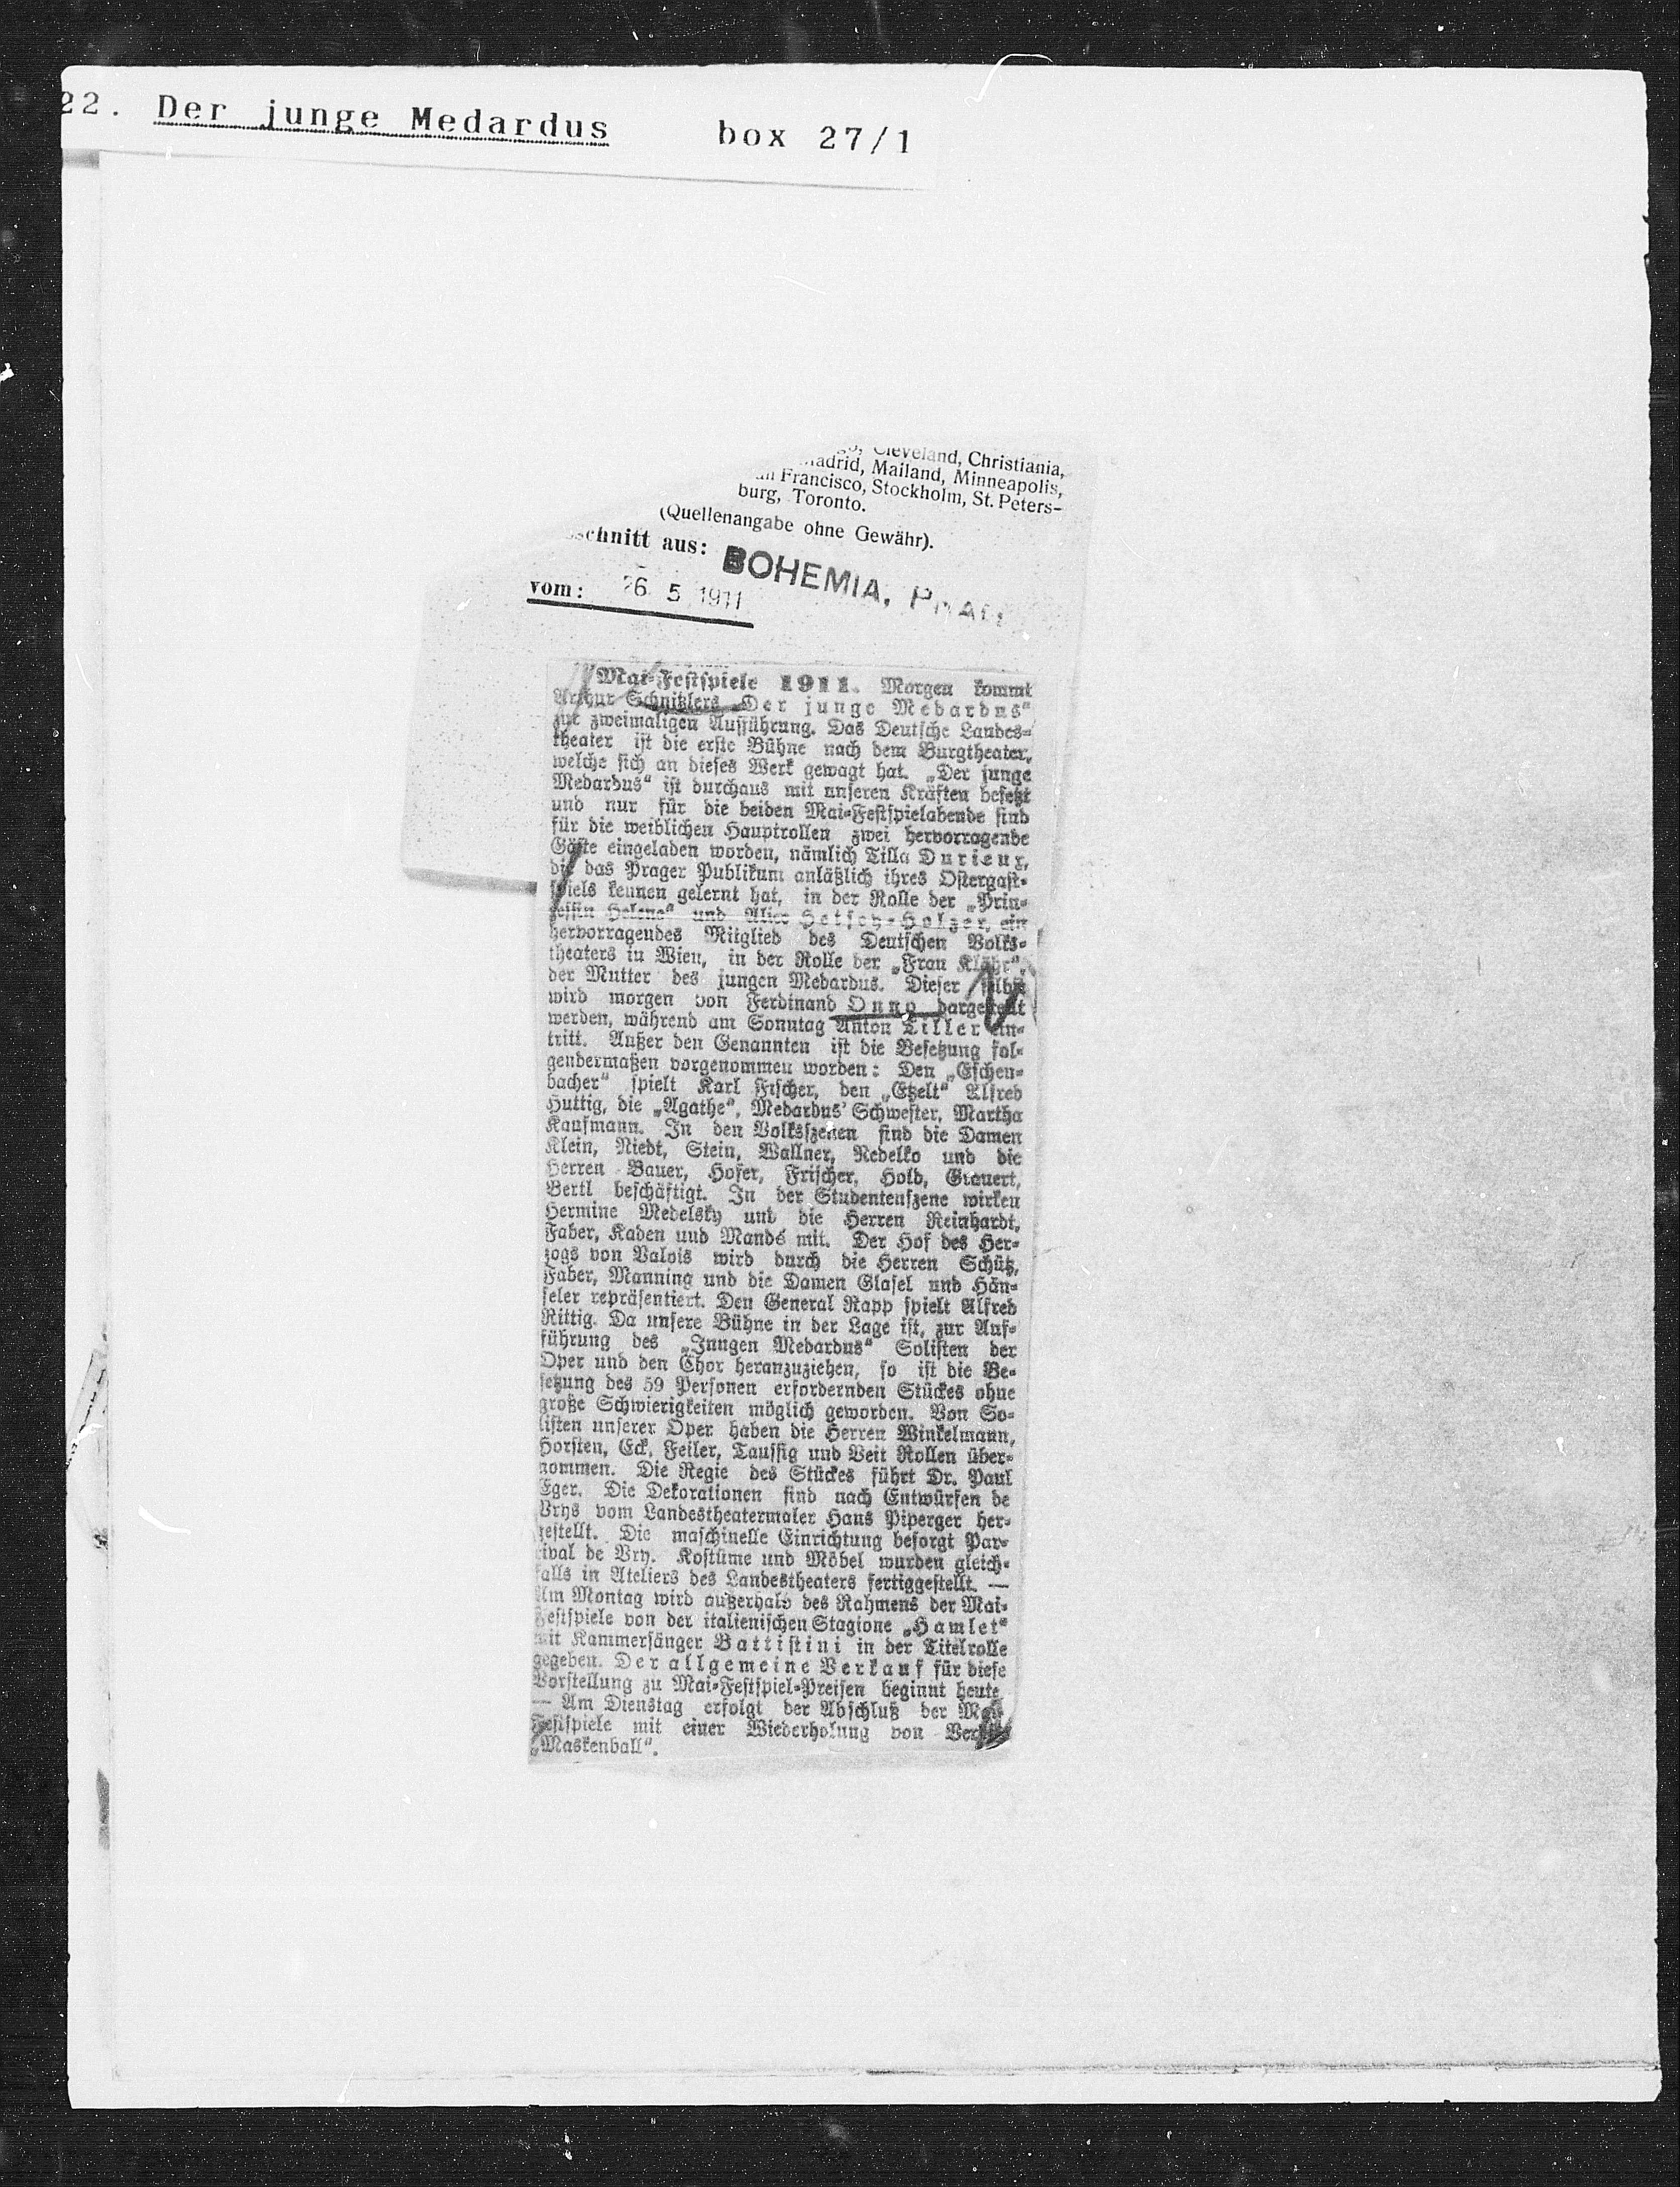 22. Der junge Medardus box 27/1
Cleveland, Christiania,
Madrid, Mailand, Minneapolis,
Francisco, Stockholm, St. Peters-
burg, Toronto.
(Quellenangabe ohne Gewähr).
schnitt aus: BOHEMIA, PRAG
vom: 26 5 1911
Mai-Festspiele 1911. Morgen kommt
Arthur Schnitzlers „Der junge Medardus“
zur zweimaligen Aufführung. Das Deutsche Landes-
theater ist die erste Bühne nach dem Burgtheater,
welche sich an dieses Werk gewagt hat. „Der junge
Medardus“ ist durchaus mit unseren Kräften besetzt
und nur für die beiden Mai-Festspielabende sind
für die weiblichen Hauptrollen zwei hervorragende
Gäste eingeladen worden, nämlich Tilla Durieux,
die das Prager Publikum anläßlich ihres Ostergast-
spiels kennen gelernt hat, in der Rolle der „Prin-
zessin Helene“ und Alice Hetsey-Holzer, ein
hervorragendes Mitglied des Deutschen Volks-
theaters in Wien, in der Rolle der „Frau Klähr“,
der Mutter des jungen Medardus. Dieser selbst
wird morgen von Ferdinand Onno dargestellt
werden, während am Sonntag Anton Tiller ein-
tritt. Außer den Genannten ist die Besetzung fol-
gendermaßen vorgenommen worden: Den „Eschen-
bacher“ spielt Karl Fischer, den „Etzelt“ Alfred
Huttig, die „Agathe“, Medardus' Schwester, Martha
Kaufmann. In den Volksszenen sind die Damen
Klein, Niedt, Stein, Wallner, Redelko und die
Herren Bauer, Hofer, Frischer, Hold, Grauert,
Bertl beschäftigt. In der Studentenszene wirken
Hermine Medelsky und die Herren Reinhardt,
Faber, Kaden und Mandé mit. Der Hof des Her-
zogs von Valois wird durch die Herren Schütz,
Faber, Manning und die Damen Glasel und Hän-
seler repräsentiert. Den General Rapp spielt Alfred
Rittig. Da unsere Bühne in der Lage ist, zur Auf-
führung des „Jungen Medardus“ Solisten der
Oper und den Chor heranzuziehen, so ist die Be-
setzung des 59 Personen erfordernden Stückes ohne
große Schwierigkeiten möglich geworden. Von So-
listen unserer Oper haben die Herren Winkelmann,
Horsten, Eck, Feiler, Taussig und Veit Rollen über-
nommen. Die Regie des Stückes führt Dr. Paul
Eger. Die Dekorationen sind nach Entwürfen de
Vrys vom Landestheatermaler Hans Piperger her-
gestellt. Die maschinelle Einrichtung besorgt Par-
cival de Vry. Kostüme und Möbel wurden gleich-
falls in Ateliers des Landestheaters fertiggestellt. —
Am Montag wird außerhalb des Rahmens der Mai-
Festspiele von der italienischen Stagione „Hamlet“
mit Kammersänger Battistini in der Titelrolle
gegeben. Der allgemeine Verkauf für diese
Vorstellung zu Mai-Festspiel-Preisen beginnt heute
— Am Dienstag erfolgt der Abschluß der Mai-
Festspiele mit einer Wiederholung von Verdis
„Maskenball“.